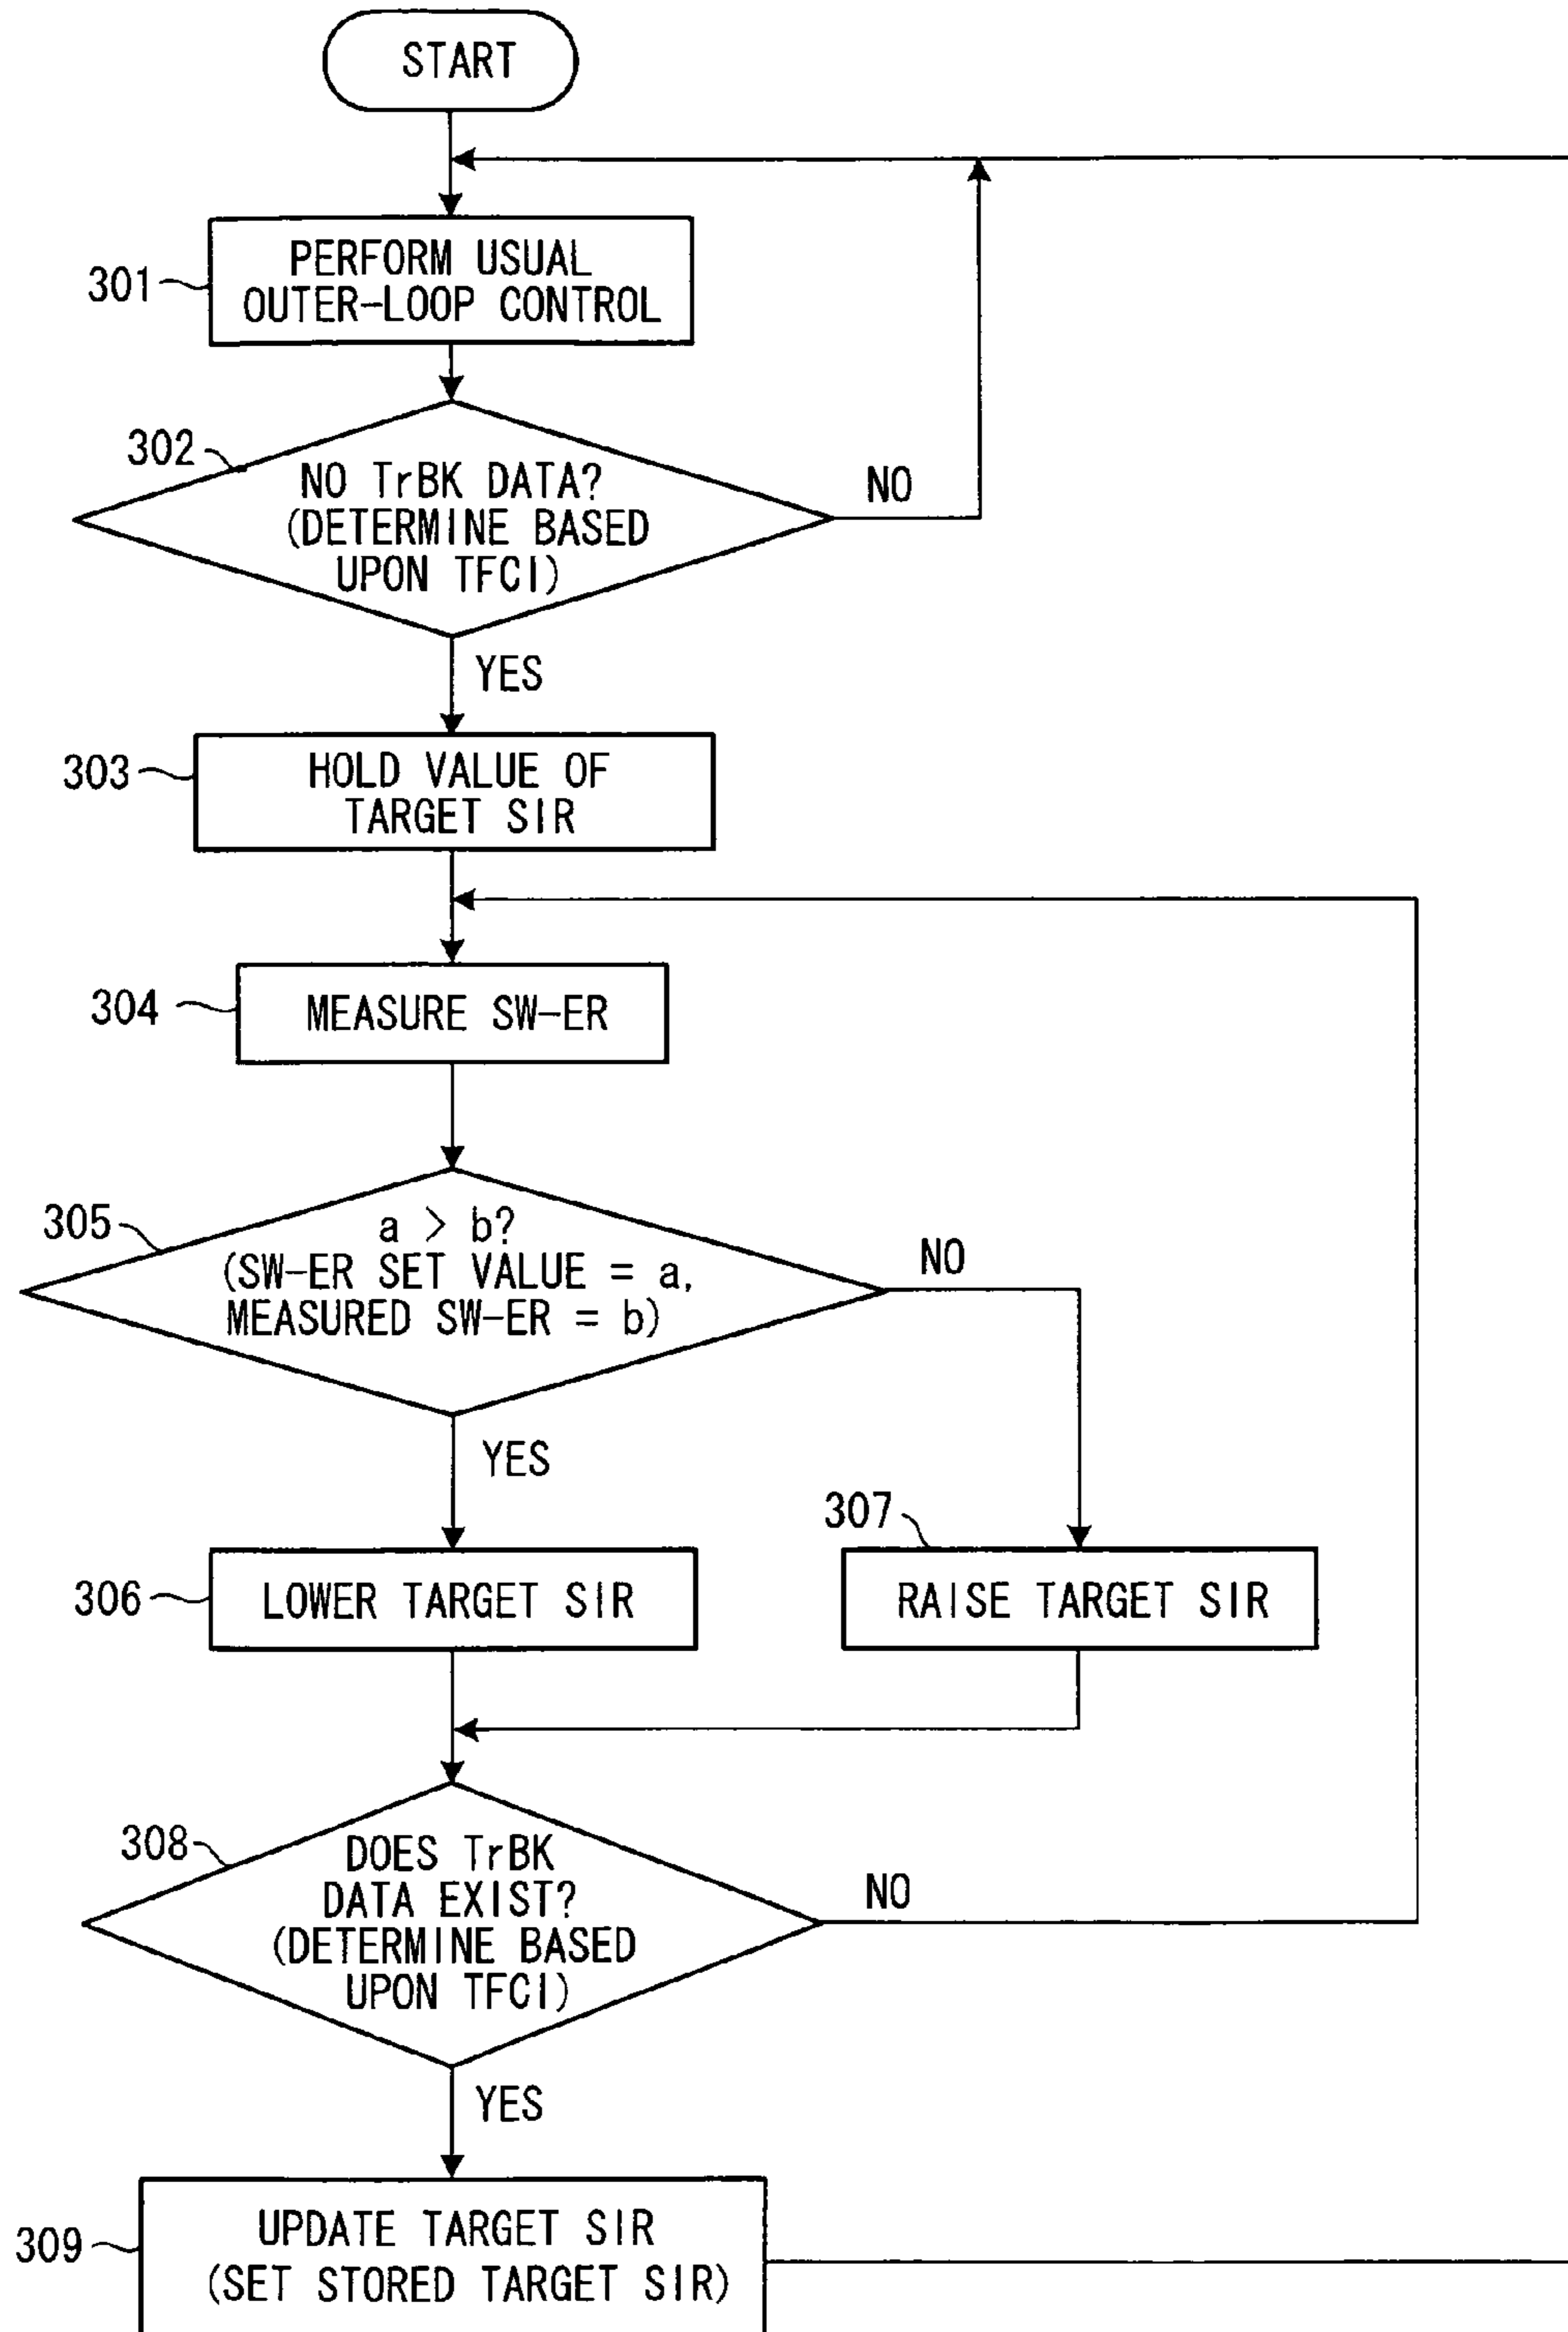 START
301
PERFORM USUAL
OUTER-LOOP CONTROL
302
NO TrBK DATA?
(DETERMINE BASED
UPON TFCI)
NO
YES
303
HOLD VALUE OF
TARGET SIR
304
MEASURE SW-ER
305
a > b?
(SW-ER SET VALUE = a,
MEASURED SW-ER = b)
NO
YES
306
LOWER TARGET SIR
307
RAISE TARGET SIR
308
DOES TrBK
DATA EXIST?
(DETERMINE BASED
UPON TFCI)
NO
YES
309
UPDATE TARGET SIR
(SET STORED TARGET SIR)